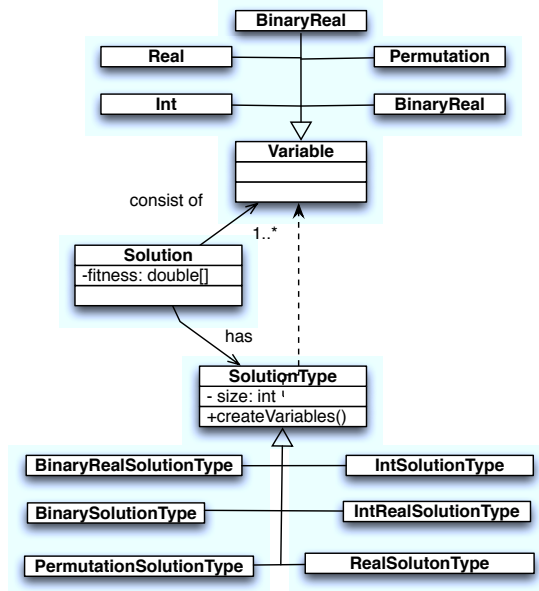 BinaryReal
Real
Permutation
Int
BinaryReal
Variable
consist of
1..*
Solution
-fitness: double[]
has
SolutionType
- size: int
+createVariables()
BinaryRealSolutionType
IntSolutionType
BinarySolutionType
IntRealSolutionType
PermutationSolutionType
RealSolutonType